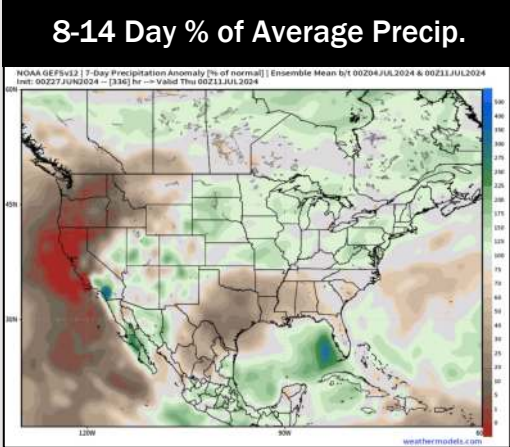 8-14 Day % of Average Precip.
NOAA GEFSv12 | 7-Day Precipitation Anomaly [% of normal] | Ensemble Mean b/t 00Z04JUL2024 & 00Z11JUL2024
Init: 00Z27JUN2024 -- [336] hr --> Valid Thu 00Z11JUL2024
60N
45N
30N
120W
90W
60
weathermodels.com